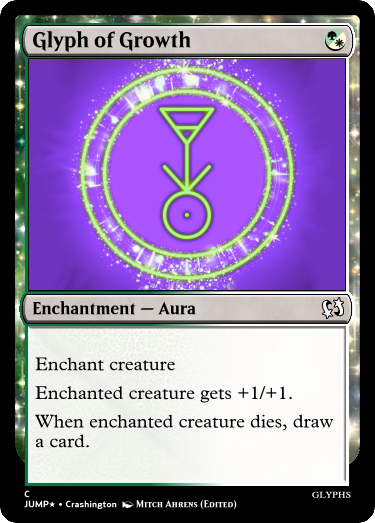 Glyph of Growth
Enchantment — Aura
Enchant creature
Enchanted creature gets +1/+1.
When enchanted creature dies, draw
a card.
C
GLYPHS
JUMP★ • Crashington Mitch Ahrens (Edited)